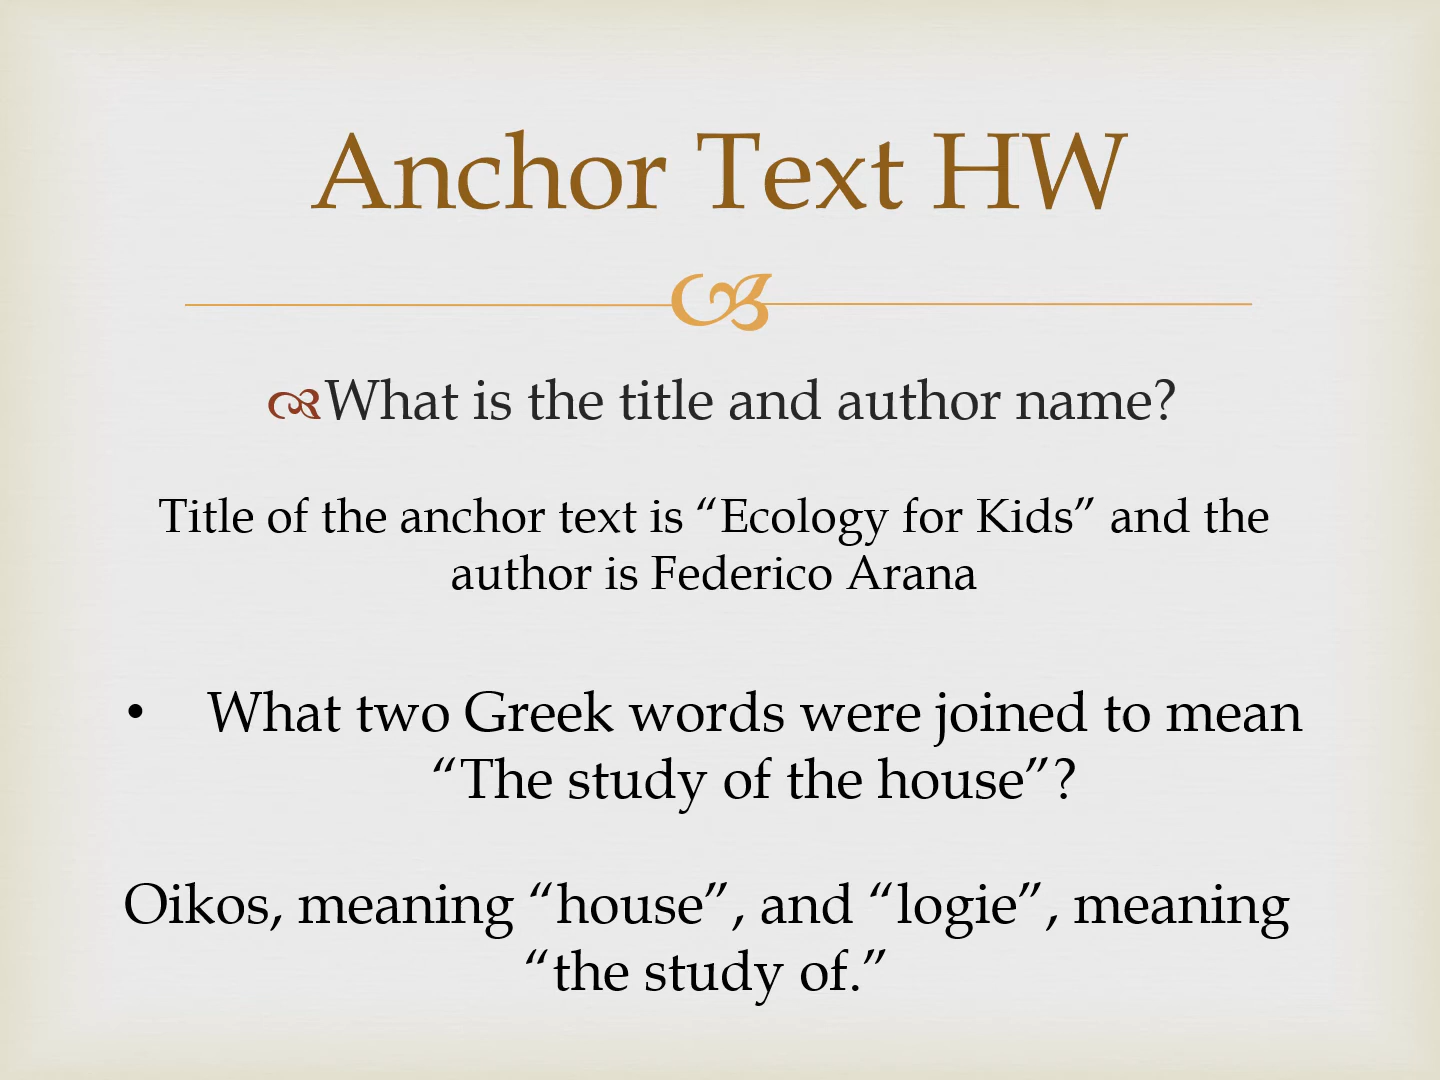 Anchor Text HW
What is the title and author name?
Title of the anchor text is “Ecology for Kids” and the
author is Federico Arana
• What two Greek words were joined to mean
“The study of the house”?
Oikos, meaning “house”, and “logie”, meaning
“the study of.”